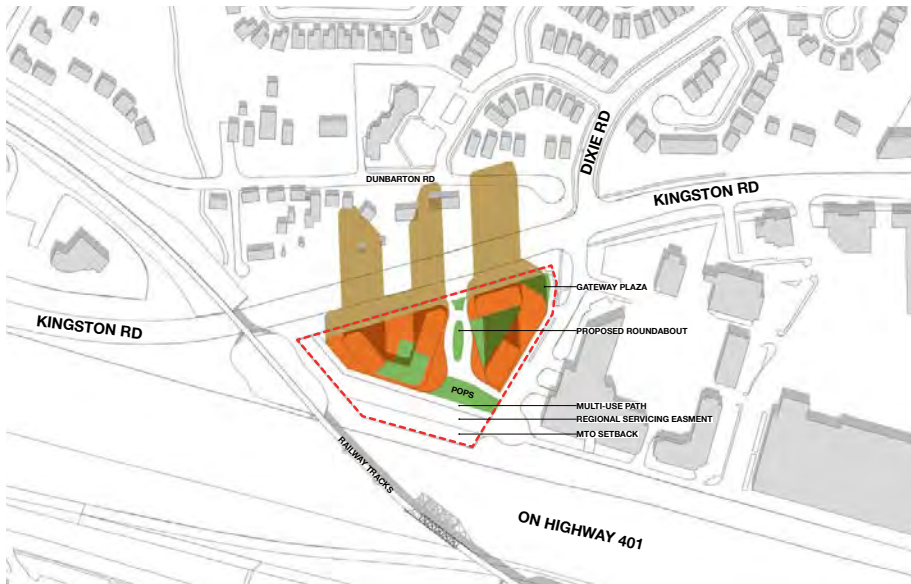 DIXIE RD
DUNBARTON RD
KINGSTON RD
GATEWAY PLAZA
KINGSTON RD
PROPOSED ROUNDABOUT
POPS
MULTI-USE PATH
REGIONAL SERVICING EASMENT
MTO SETBACK
RAILWAY TRACKS
ON HIGHWAY 401